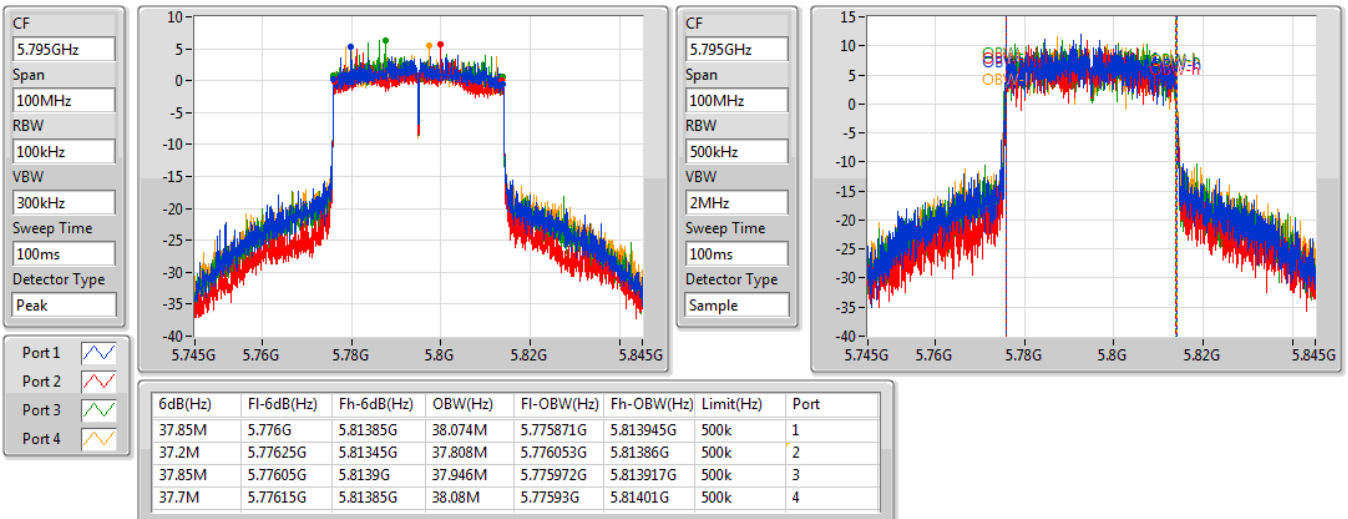 CF
5.795GHz
Span
100MHz
RBW
100kHz
VBW
300kHz
Sweep Time
100ms
Detector Type
Peak
10
5
0
-5
-10
-15
-20
-25
-30
-35
-40
5.745G 5.76G 5.78G 5.8G 5.82G 5.845G
CF
5.795GHz
Span
100MHz
RBW
500kHz
VBW
2MHz
Sweep Time
100ms
Detector Type
Sample
15
10
5
0
-5
-10
-15
-20
-25
-30
-35
-40
OBW-l
OBW-h
5.745G 5.76G 5.78G 5.8G 5.82G 5.845G
Port 1
Port 2
Port 3
Port 4
6dB(Hz) Fl-6dB(Hz) Fh-6dB(Hz) OBW(Hz) Fl-OBW(Hz) Fh-OBW(Hz) Limit(Hz) Port
37.85M 5.776G 5.81385G 38.074M 5.775871G 5.813945G 500k 1
37.2M 5.77625G 5.81345G 37.808M 5.776053G 5.81386G 500k 2
37.85M 5.77605G 5.8139G 37.946M 5.775972G 5.813917G 500k 3
37.7M 5.77615G 5.81385G 38.08M 5.77593G 5.81401G 500k 4